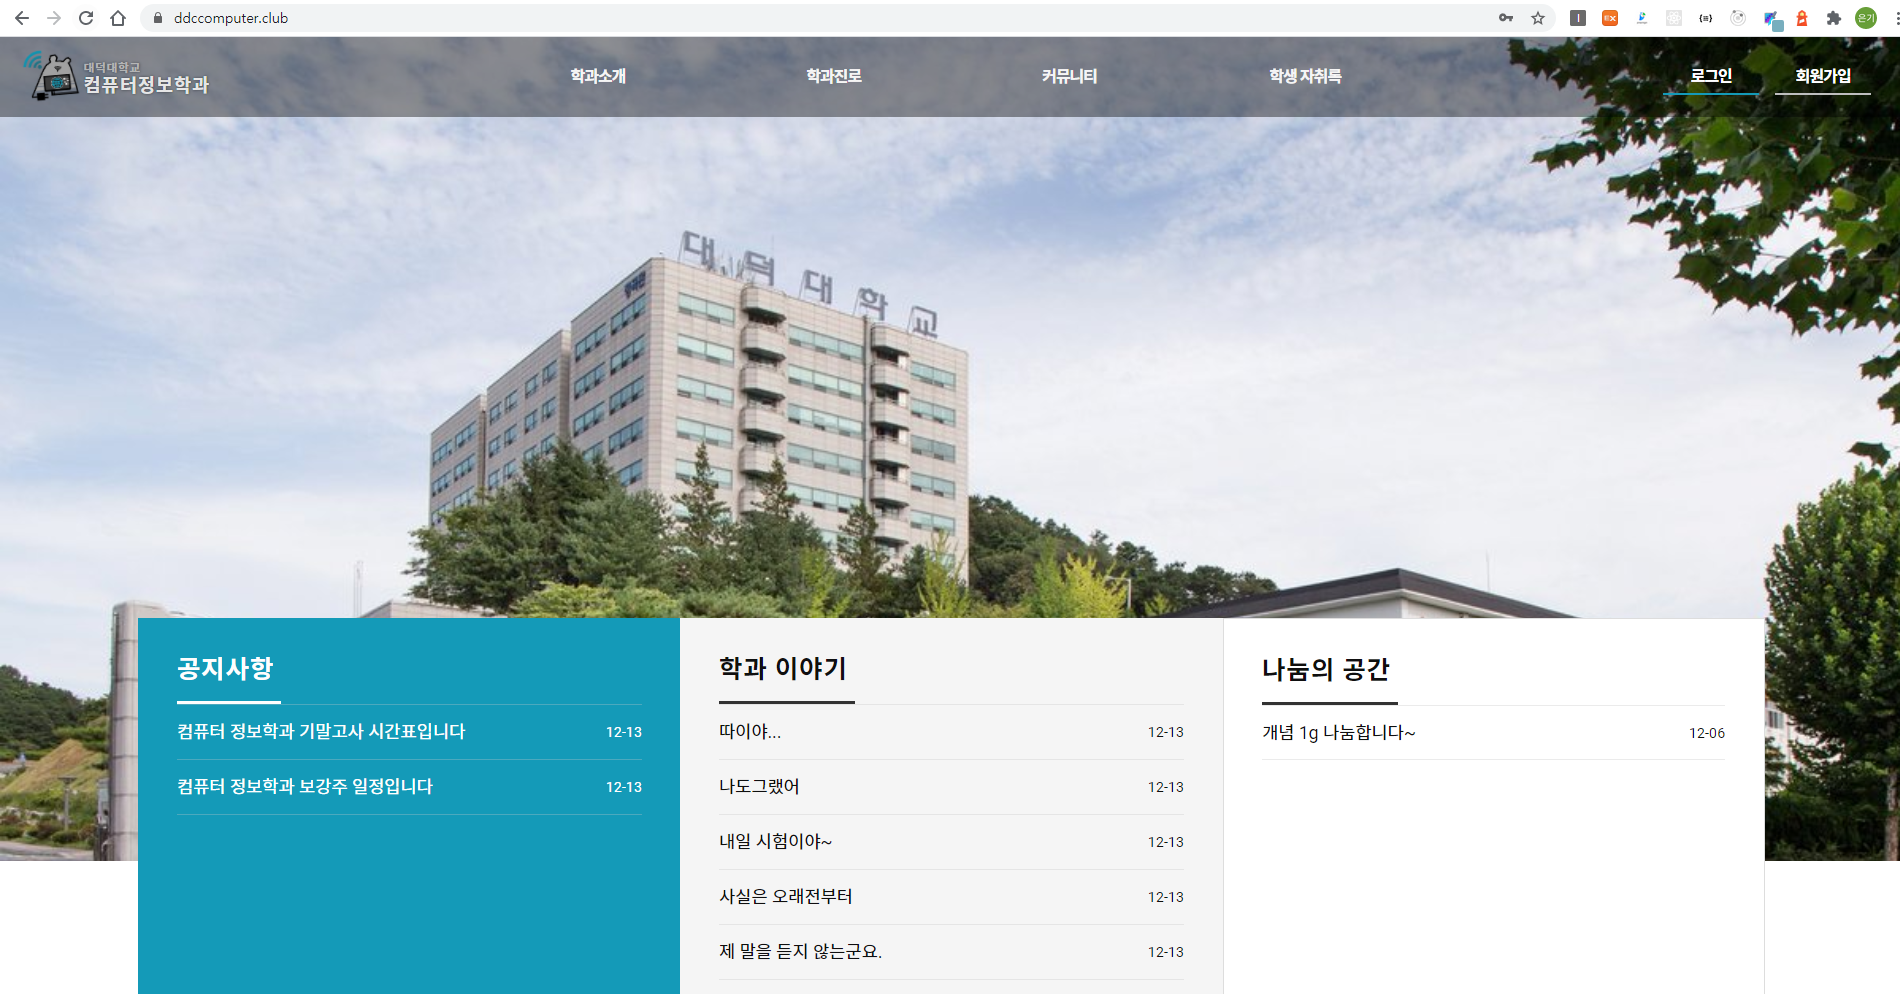 ddccomputer.club
은기
대덕대학교
컴퓨터정보학과
학과소개
학과진로
커뮤니티
학생 자취록
로그인
회원가입
대덕대학교
공지사항
컴퓨터 정보학과 기말고사 시간표입니다 12-13
컴퓨터 정보학과 보강주 일정입니다 12-13
학과 이야기
따이야... 12-13
나도그랬어 12-13
내일 시험이야~ 12-13
사실은 오래전부터 12-13
제 말을 듣지 않는군요. 12-13
나눔의 공간
개념 1g 나눔합니다~ 12-06